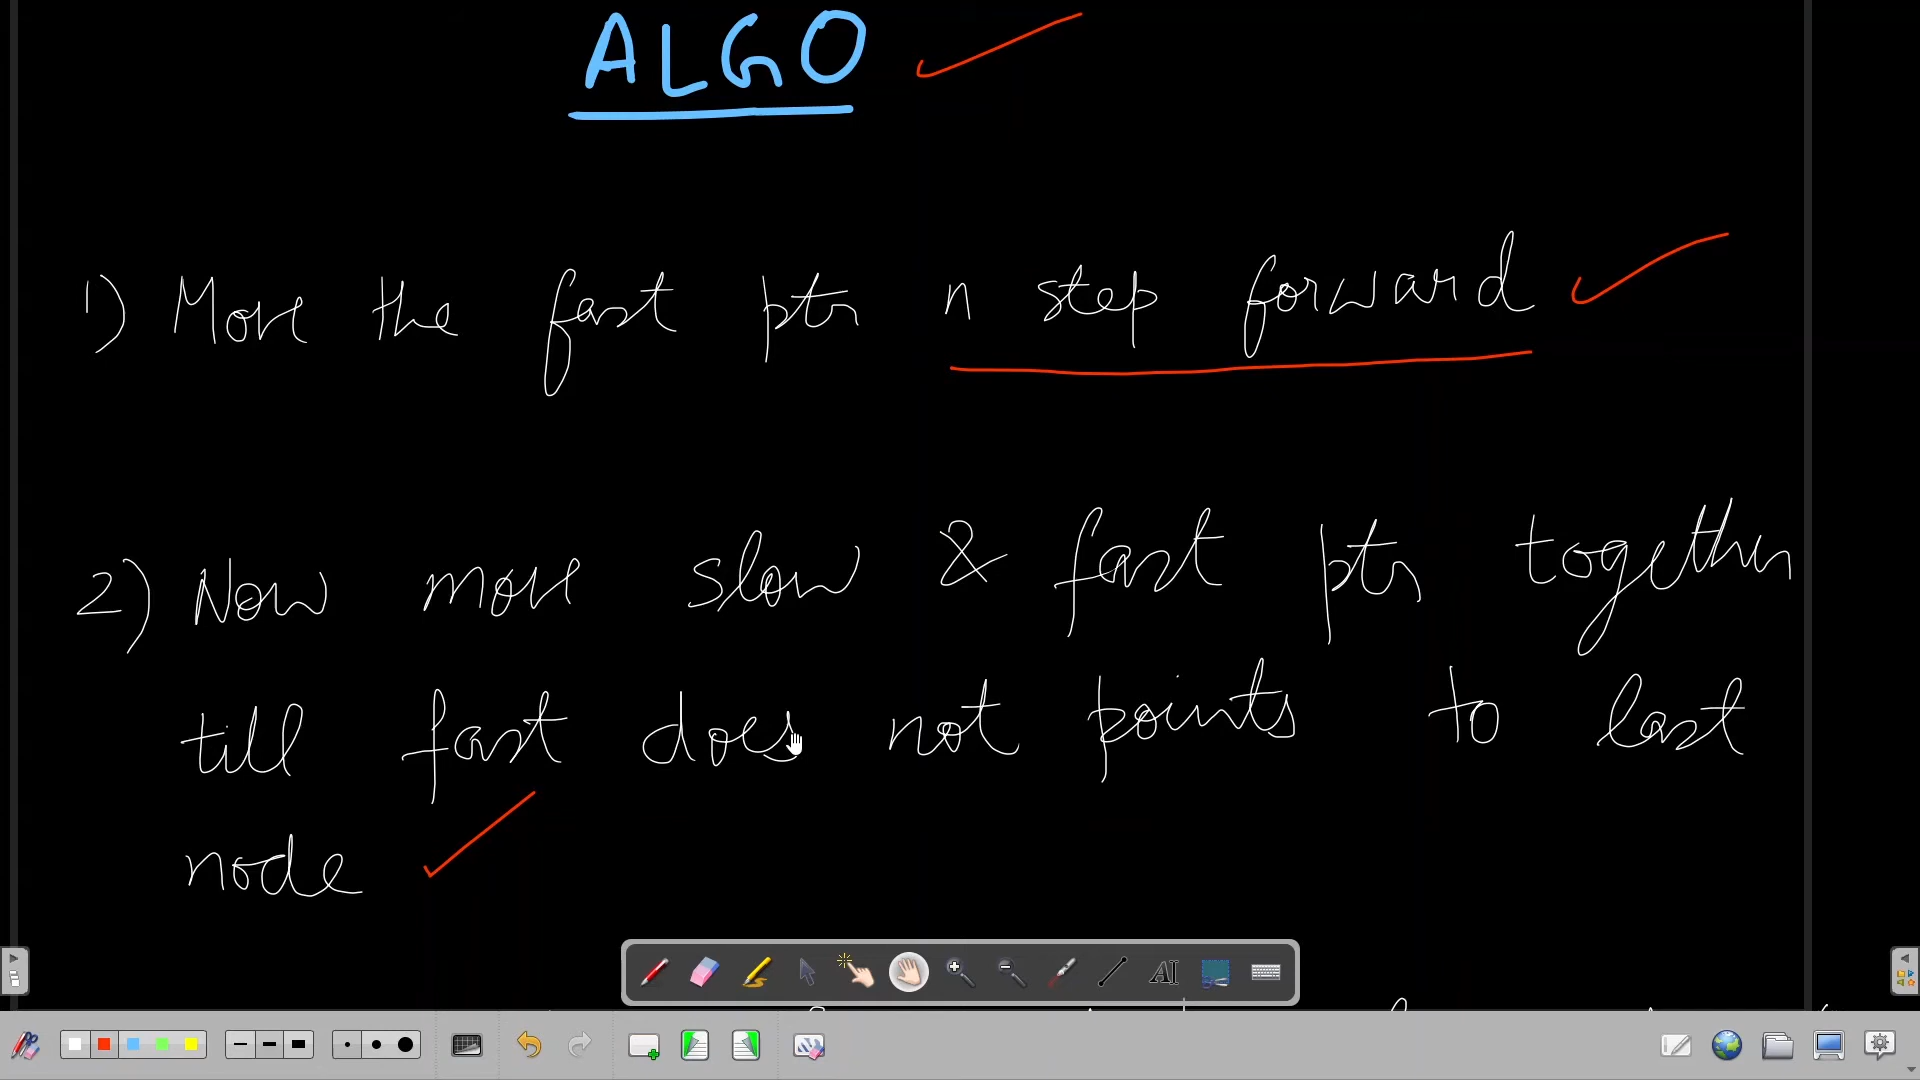 ALGO
1) Move the fast ptr n step forward
2) Now move slow & fast ptr together
till fast does not points to last
node
AI